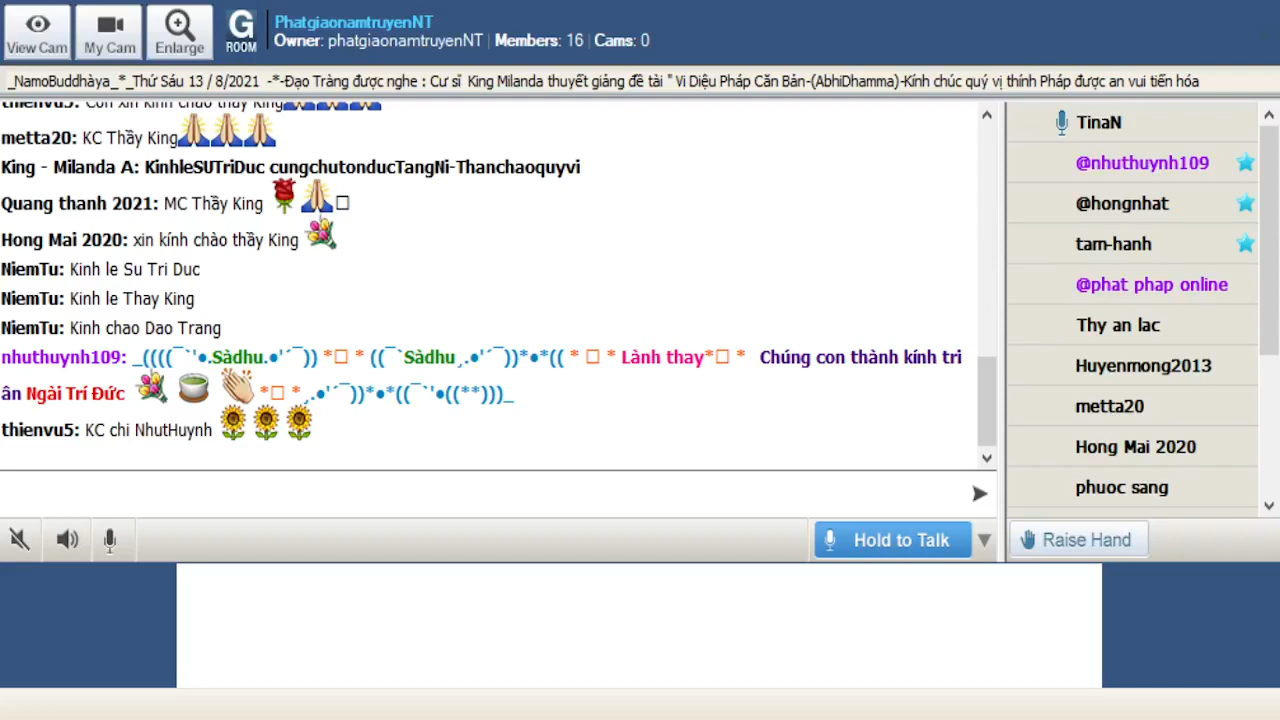 View Cam
My Cam
Enlarge
G
ROOM
PhatgiaonamtruyenNT
Owner: phatgiaonamtruyenNT | Members: 16 | Cams: 0
_NamoBuddhàya_*_Thứ Sáu 13 / 8/2021 -*-Đạo Tràng được nghe : Cư sĩ King Milanda thuyết giảng đề tài " Vi Diệu Pháp Căn Bản-(AbhiDhamma)-Kính chúc quý vị thính Pháp được an vui tiến hóa
thienvu5: Con xin kính chào thầy King
metta20: KC Thầy King
King - Milanda A: KinhleSUTriDuc cungchutonducTangNi-Thanchaoquyvi
Quang thanh 2021: MC Thầy King
Hong Mai 2020: xin kính chào thầy King
NiemTu: Kinh le Su Tri Duc
NiemTu: Kinh le Thay King
NiemTu: Kinh chao Dao Trang
nhuthuynh109: _((((¯`'●.Sàdhu.●'´¯)) *□ * ((¯`Sàdhu¸.●'´¯))*●*(( * □ * Lành thay*□ * Chúng con thành kính tri
ân Ngài Trí Đức *□ *¸.●'´¯))*●*((¯`'●((**)))_
thienvu5: KC chi NhutHuynh
TinaN
@nhuthuynh109
@hongnhat
tam-hanh
@phat phap online
Thy an lac
Huyenmong2013
metta20
Hong Mai 2020
phuoc sang
Hold to Talk
Raise Hand